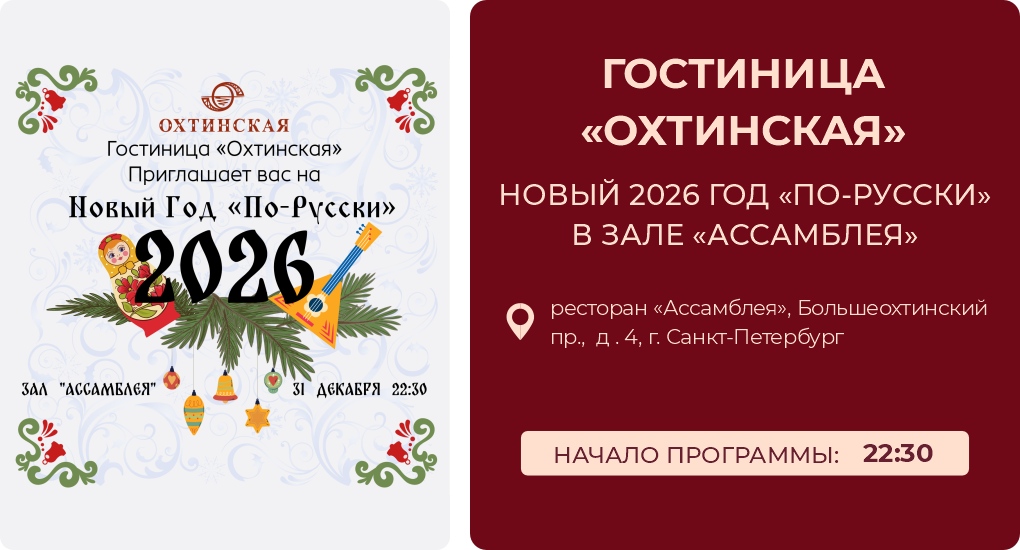 ОХТИНСКАЯ
Гостиница «Охтинская»
Приглашает вас на
Новый Год «По-Русски»
2026
ЗАЛ "АССАМБЛЕЯ"
31 ДЕКАБРЯ 22:30
ГОСТИНИЦА
«ОХТИНСКАЯ»
НОВЫЙ 2026 ГОД «ПО-РУССКИ»
В ЗАЛЕ «АССАМБЛЕЯ»
ресторан «Ассамблея», Большеохтинский
пр., д . 4, г. Санкт-Петербург
НАЧАЛО ПРОГРАММЫ: 22:30